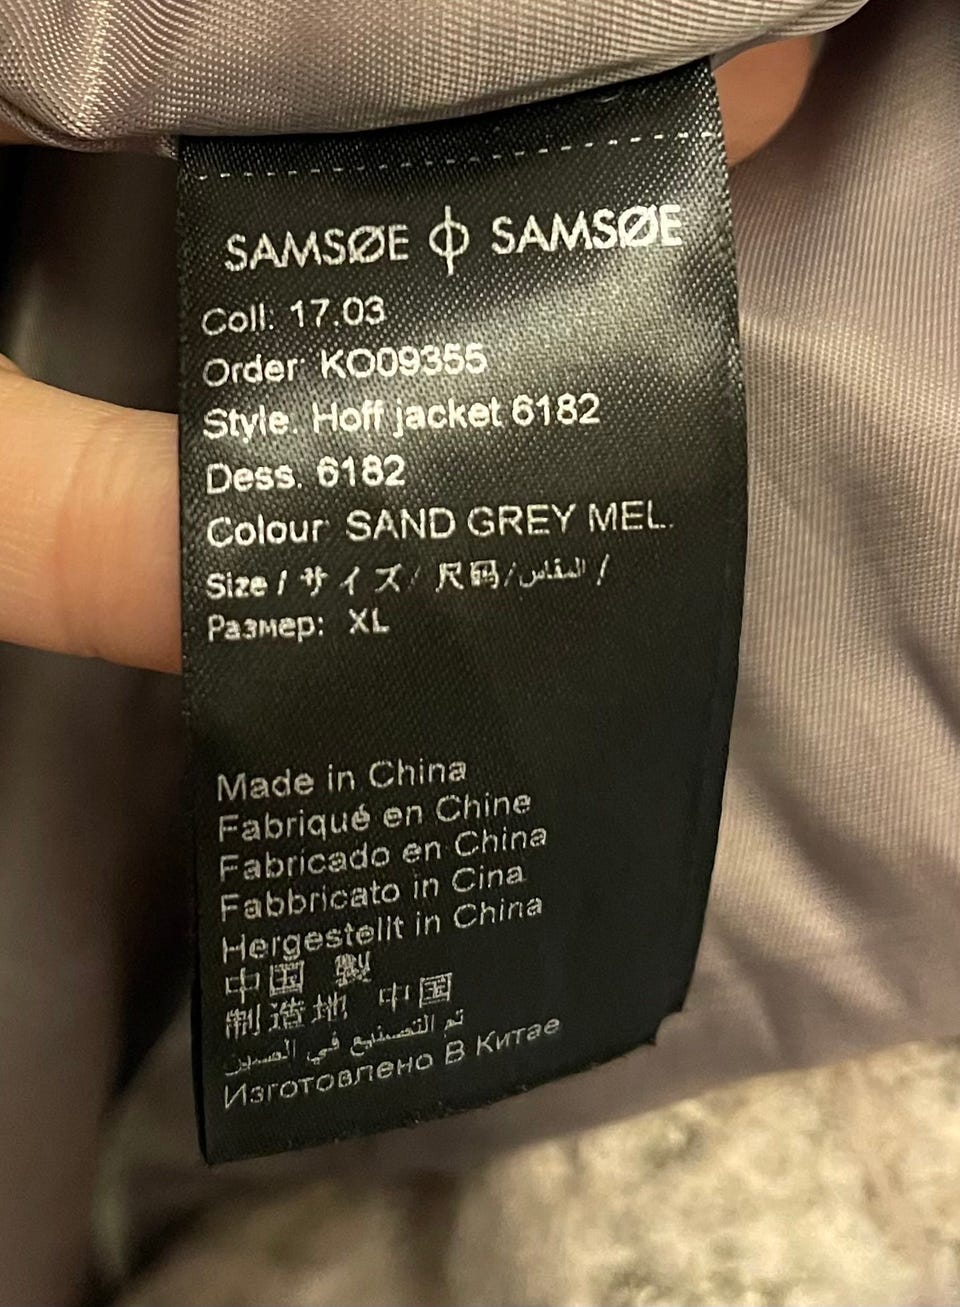 SAMSØE ϕ SAMSØE
Coll. 17.03
Order KO09355
Style. Hoff jacket 6182
Dess. 6182
Colour SAND GREY MEL.
Size / サイズ / 尺码 / المقاس /
Размер: XL
Made in China
Fabriqué en Chine
Fabricado en China
Fabbricato in Cina
Hergestellt in China
中国 製
制造地 中国
تم التصنيع في الصين
Изготовлено В Китае